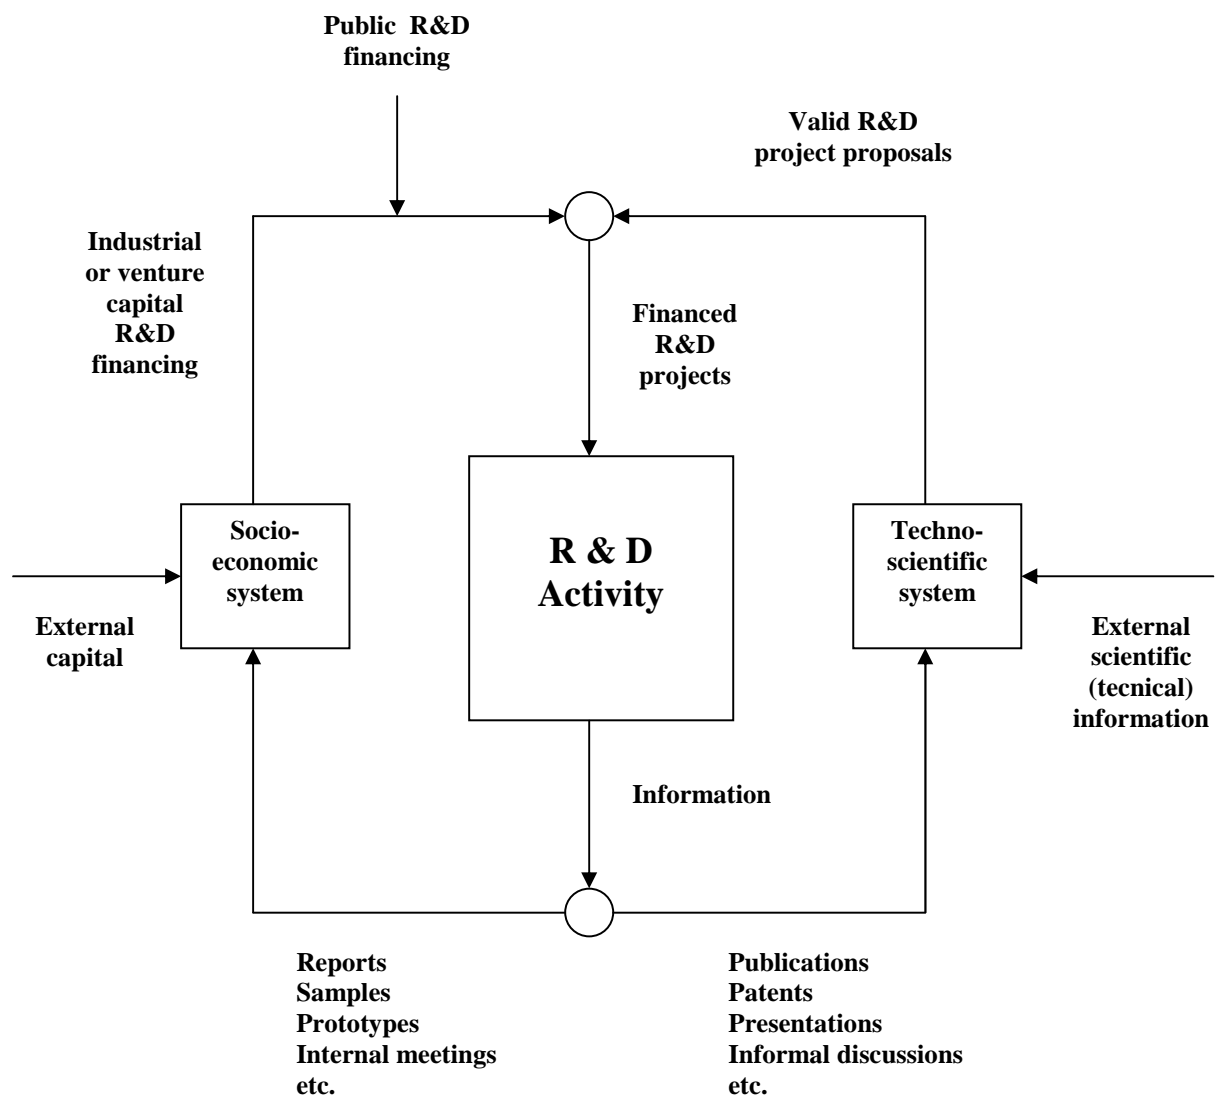 Public R&D
financing
Valid R&D
project proposals
Industrial
or venture
capital
R&D
financing
Financed
R&D
projects
Socio-
economic
system
R & D
Activity
Techno-
scientific
system
External
capital
External
scientific
(tecnical)
information
Information
Reports
Samples
Prototypes
Internal meetings
etc.
Publications
Patents
Presentations
Informal discussions
etc.